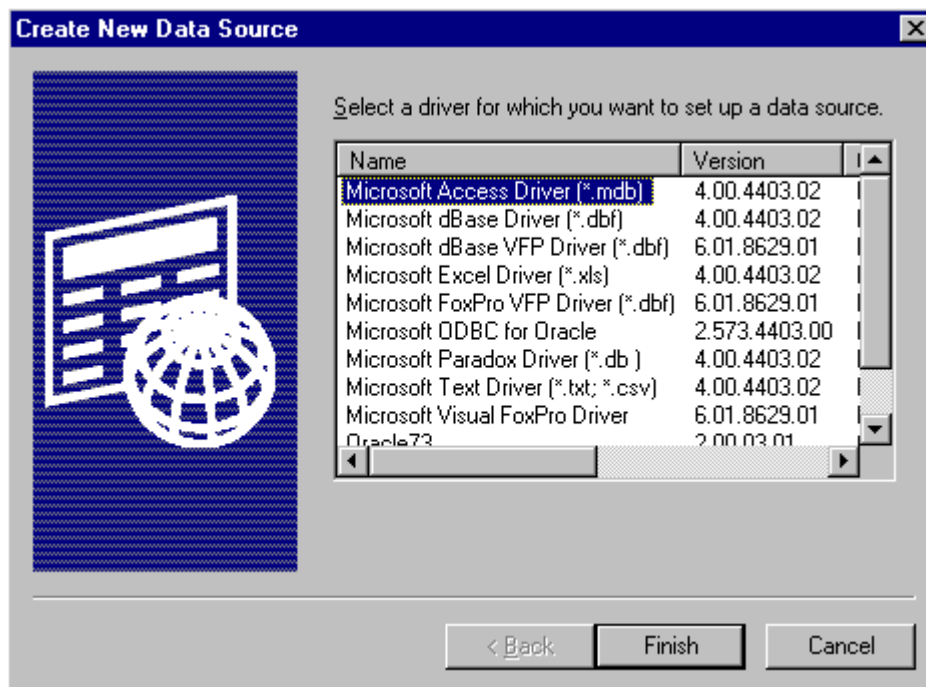 Create New Data Source
Select a driver for which you want to set up a data source.
Name Version
Microsoft Access Driver (*.mdb) 4.00.4403.02
Microsoft dBase Driver (*.dbf) 4.00.4403.02
Microsoft dBase VFP Driver (*.dbf) 6.01.8629.01
Microsoft Excel Driver (*.xls) 4.00.4403.02
Microsoft FoxPro VFP Driver (*.dbf) 6.01.8629.01
Microsoft ODBC for Oracle 2.573.4403.00
Microsoft Paradox Driver (*.db ) 4.00.4403.02
Microsoft Text Driver (*.txt; *.csv) 4.00.4403.02
Microsoft Visual FoxPro Driver 6.01.8629.01
Oracle73 2.00.03.01
< Back Finish Cancel